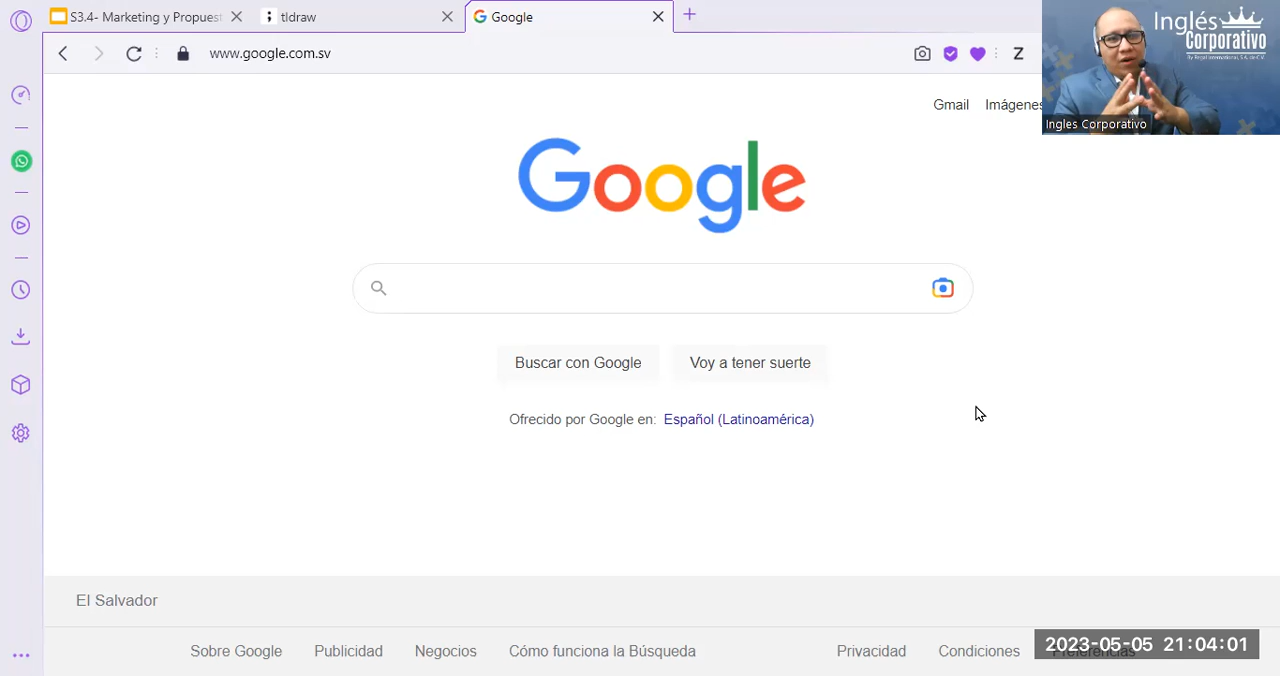 S3.4- Marketing y Propuest
tldraw
Google
www.google.com.sv
Z
Inglés
Corporativo
Ingles Corporativo
Gmail
Imágenes
Google
Buscar con Google
Voy a tener suerte
Ofrecido por Google en: Español (Latinoamérica)
El Salvador
Sobre Google
Publicidad
Negocios
Cómo funciona la Búsqueda
Privacidad
Condiciones
Preferencias
2023-05-05 21:04:01